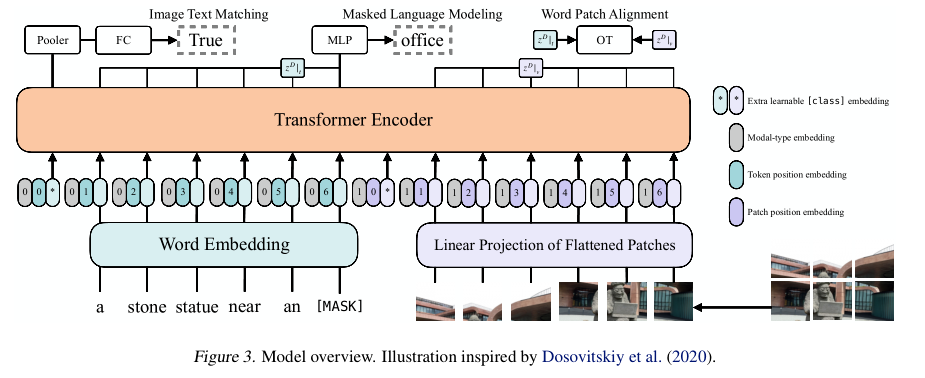 Image Text Matching
Masked Language Modeling
Word Patch Alignment
Pooler
FC
True
MLP
office
z^D|_t
OT
z^D|_v
z^D|_t
z^D|_v
Transformer Encoder
* * Extra learnable [class] embedding
Modal-type embedding
Token position embedding
Patch position embedding
0 0 * 0 1 0 2 0 3 0 4 0 5 0 6 1 0 * 1 1 1 2 1 3 1 4 1 5 1 6
Word Embedding
Linear Projection of Flattened Patches
a stone statue near an [MASK]
Figure 3. Model overview. Illustration inspired by Dosovitskiy et al. (2020).